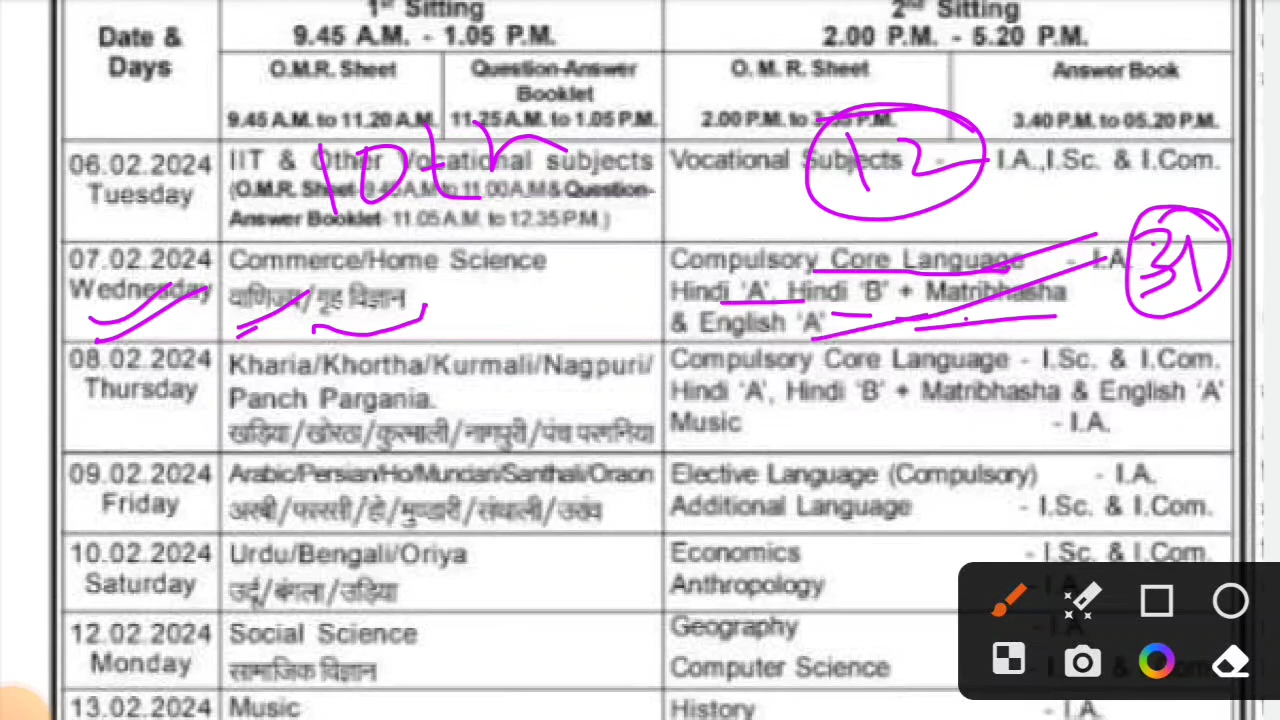 1st Sitting
9.45 A.M. - 1.05 P.M.
2nd Sitting
2.00 P.M. - 5.20 P.M.
Date & Days
O.M.R. Sheet
9.45 A.M. to 11.20 A.M.
Question-Answer Booklet
11.25 A.M. to 1.05 P.M.
O. M. R. Sheet
2.00 P.M. to 3.35 P.M.
Answer Book
3.40 P.M. to 05.20 P.M.
10th
12
06.02.2024
Tuesday
IIT & Other Vocational subjects
(O.M.R. Sheet- 9.45 A.M to 11.00 A.M & Question-
Answer Booklet- 11.05 A.M. to 12.35 P.M.)
Vocational Subjects - I.A.,I.Sc. & I.Com.
07.02.2024
Wednesday
Commerce/Home Science
वाणिज्य/गृह विज्ञान
Compulsory Core Language - I.A.
Hindi 'A', Hindi 'B' + Matribhasha
& English 'A'
08.02.2024
Thursday
Kharia/Khortha/Kurmali/Nagpuri/
Panch Pargania.
खड़िया/खोरठा/कुरमाली/नागपुरी/पंच परगनिया
Compulsory Core Language - I.Sc. & I.Com.
Hindi 'A', Hindi 'B' + Matribhasha & English 'A'
Music - I.A.
09.02.2024
Friday
Arabic/Persian/Ho/Mundari/Santhali/Oraon
अरबी/फारसी/हो/मुण्डारी/संथाली/उरांव
Elective Language (Compulsory) - I.A.
Additional Language - I.Sc. & I.Com.
10.02.2024
Saturday
Urdu/Bengali/Oriya
उर्दू/बंगला/उड़िया
Economics - I.Sc. & I.Com.
Anthropology - I.A.
12.02.2024
Monday
Social Science
सामाजिक विज्ञान
Geography - I.A.
Computer Science
13.02.2024
Music
History - I.A.